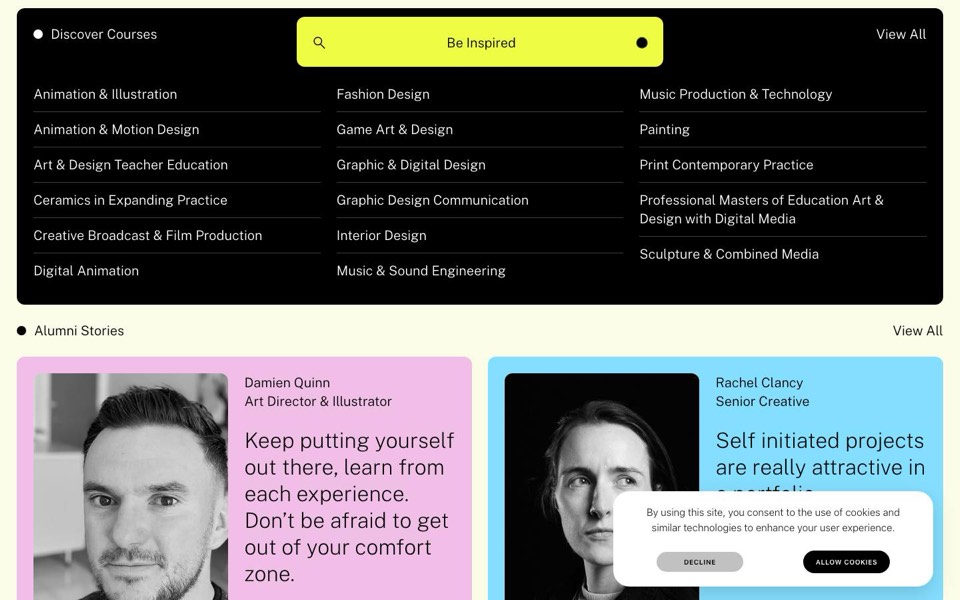 Discover Courses
Be Inspired
View All
Animation & Illustration
Animation & Motion Design
Art & Design Teacher Education
Ceramics in Expanding Practice
Creative Broadcast & Film Production
Digital Animation
Fashion Design
Game Art & Design
Graphic & Digital Design
Graphic Design Communication
Interior Design
Music & Sound Engineering
Music Production & Technology
Painting
Print Contemporary Practice
Professional Masters of Education Art &
Design with Digital Media
Sculpture & Combined Media
Alumni Stories
View All
Damien Quinn
Art Director & Illustrator
Keep putting yourself
out there, learn from
each experience.
Don’t be afraid to get
out of your comfort
zone.
Rachel Clancy
Senior Creative
Self initiated projects
are really attractive in
By using this site, you consent to the use of cookies and
similar technologies to enhance your user experience.
DECLINE
ALLOW COOKIES